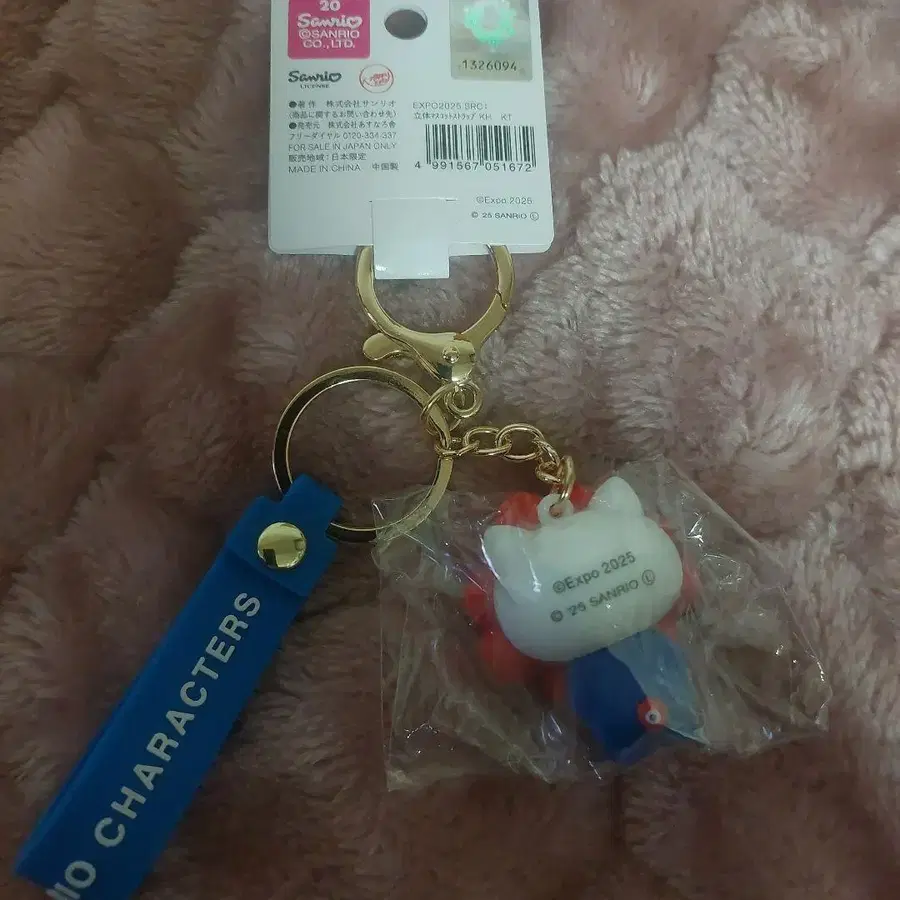 20
Sanrio
©SANRIO
CO.,LTD.
1326094
Sanrio
LICENSE
●著作 株式会社サンリオ
(商品に関するお問い合わせ先)
●発売元 株式会社あすなろ舎
フリーダイヤル 0120-334-337
FOR SALE IN JAPAN ONLY
販売地域:日本限定
MADE IN CHINA 中国製
EXPO2025 SRC
立体マスコットストラップ KH KT
4 991567 051672
©Expo 2025
© '25 SANRIO Ⓛ
©Expo 2025
© '25 SANRIO Ⓛ
IO CHARACTERS